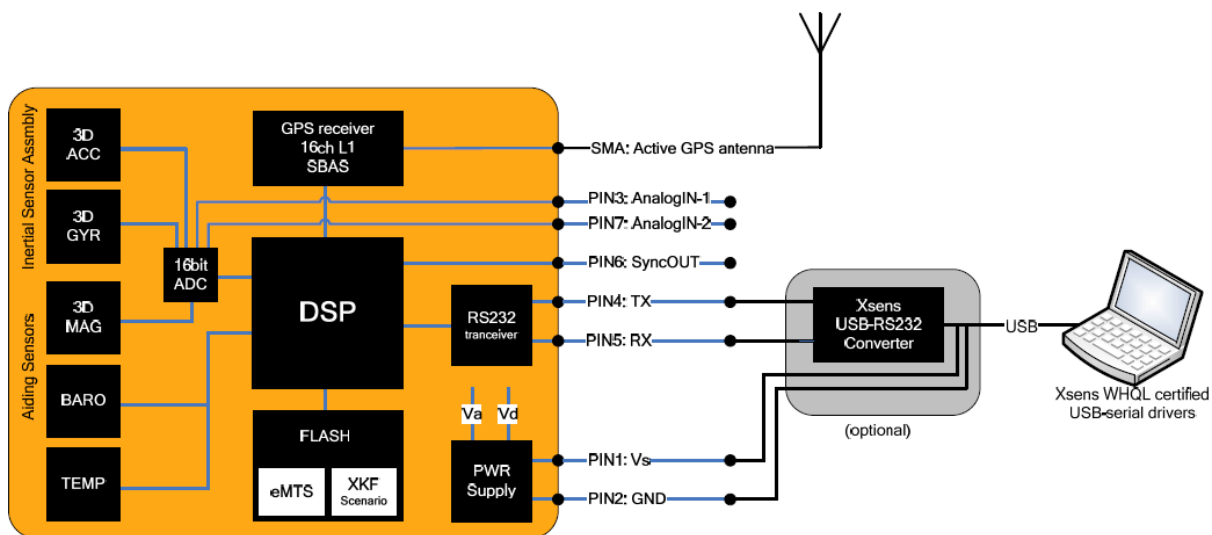 Inertial Sensor Assmbly
Aiding Sensors
3D
ACC
3D
GYR
3D
MAG
BARO
TEMP
16bit
ADC
GPS receiver
16ch L1
SBAS
DSP
FLASH
eMTS
XKF
Scenario
RS232
tranceiver
Va
Vd
PWR
Supply
SMA: Active GPS antenna
PIN3: AnalogIN-1
PIN7: AnalogIN-2
PIN6: SyncOUT
PIN4: TX
PIN5: RX
PIN1: Vs
PIN2: GND
Xsens
USB-RS232
Converter
(optional)
USB
Xsens WHQL certified
USB-serial drivers